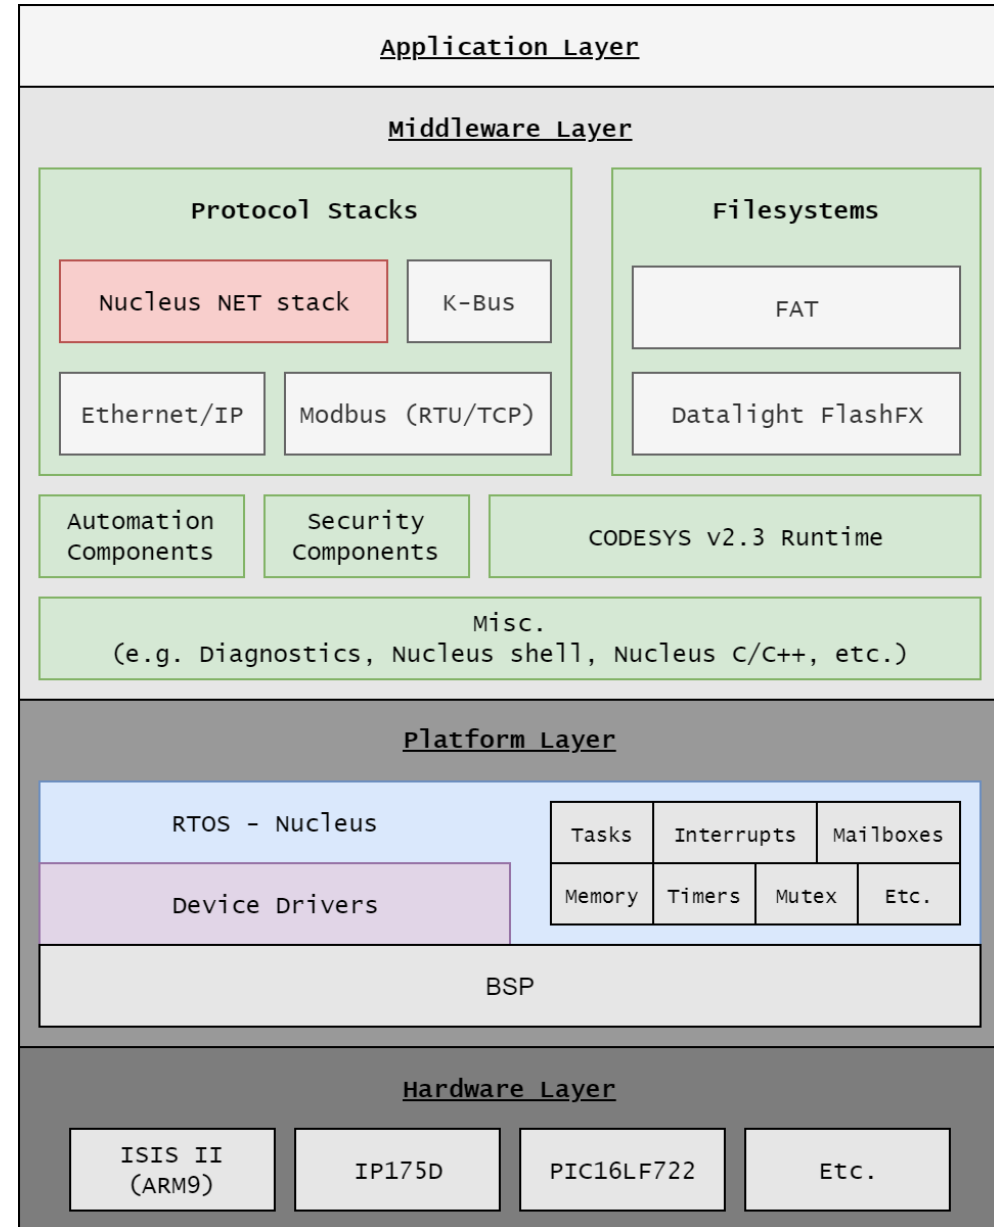 Application Layer
Middleware Layer
Protocol Stacks
Nucleus NET stack
K-Bus
Ethernet/IP
Modbus (RTU/TCP)
Filesystems
FAT
Datalight FlashFX
Automation
Components
Security
Components
CODESYS v2.3 Runtime
Misc.
(e.g. Diagnostics, Nucleus shell, Nucleus C/C++, etc.)
Platform Layer
RTOS - Nucleus
Device Drivers
Tasks
Interrupts
Mailboxes
Memory
Timers
Mutex
Etc.
BSP
Hardware Layer
ISIS II
(ARM9)
IP175D
PIC16LF722
Etc.